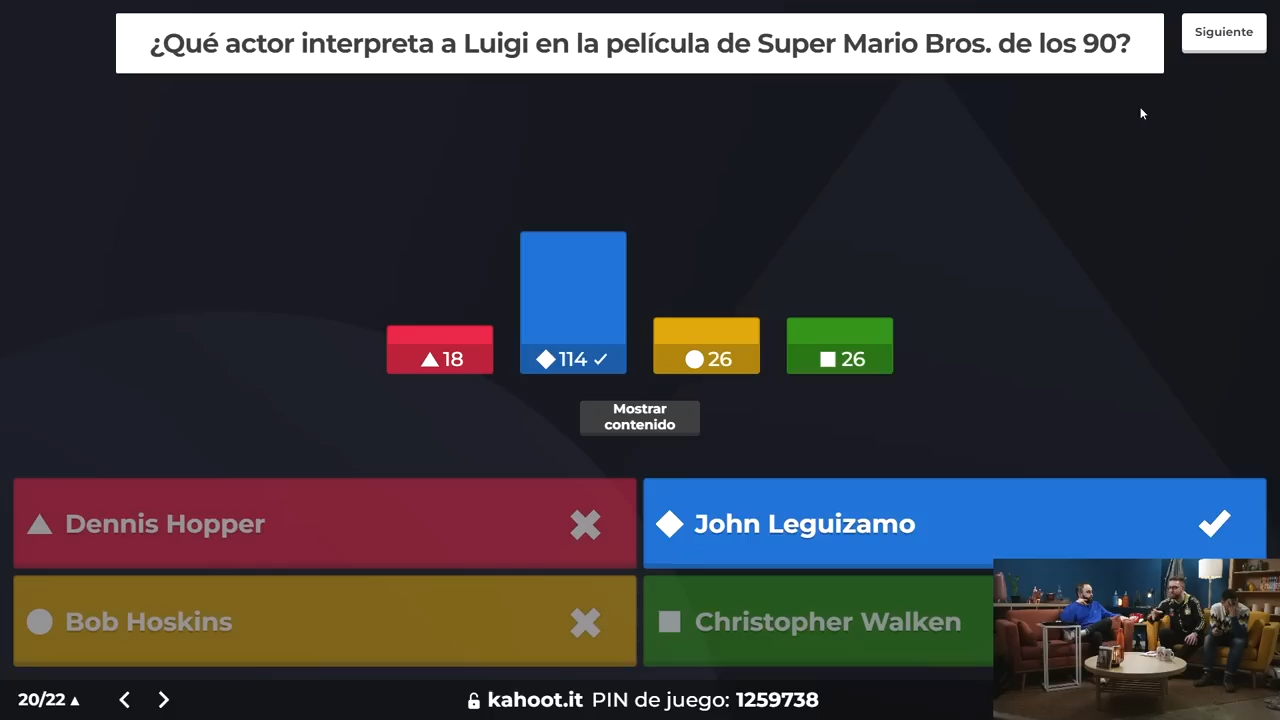 ¿Qué actor interpreta a Luigi en la película de Super Mario Bros. de los 90?
Siguiente
18
114
26
26
Mostrar
contenido
Dennis Hopper
John Leguizamo
Bob Hoskins
Christopher Walken
20/22
kahoot.it PIN de juego: 1259738